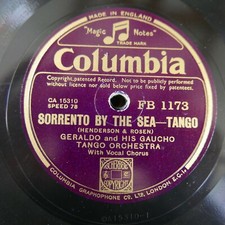 MADE IN ENGLAND
"Magic Notes"
TRADE MARK
Columbia
Copyright, patented Record. Not to be publicly performed
without licence nor sold below price fixed by patentees
CA 15310
SPEED 78
FB 1173
SORRENTO BY THE SEA—TANGO
(HENDERSON & ROSEN)
GERALDO and HIS GAUCHO
TANGO ORCHESTRA
With Vocal Chorus
COLUMBIA GRAPHOPHONE CO. LTD. LONDON E.C.1